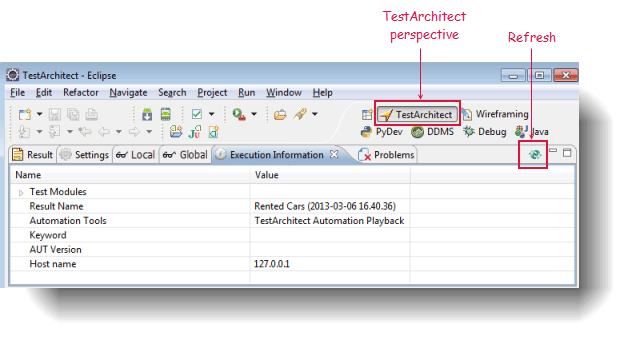 TestArchitect
perspective
Refresh
TestArchitect - Eclipse
File Edit Refactor Navigate Search Project Run Window Help
TestArchitect Wireframing
PyDev DDMS Debug Java
Result Settings Local Global Execution Information Problems
Name Value
Test Modules
Result Name Rented Cars (2013-03-06 16.40.36)
Automation Tools TestArchitect Automation Playback
Keyword
AUT Version
Host name 127.0.0.1